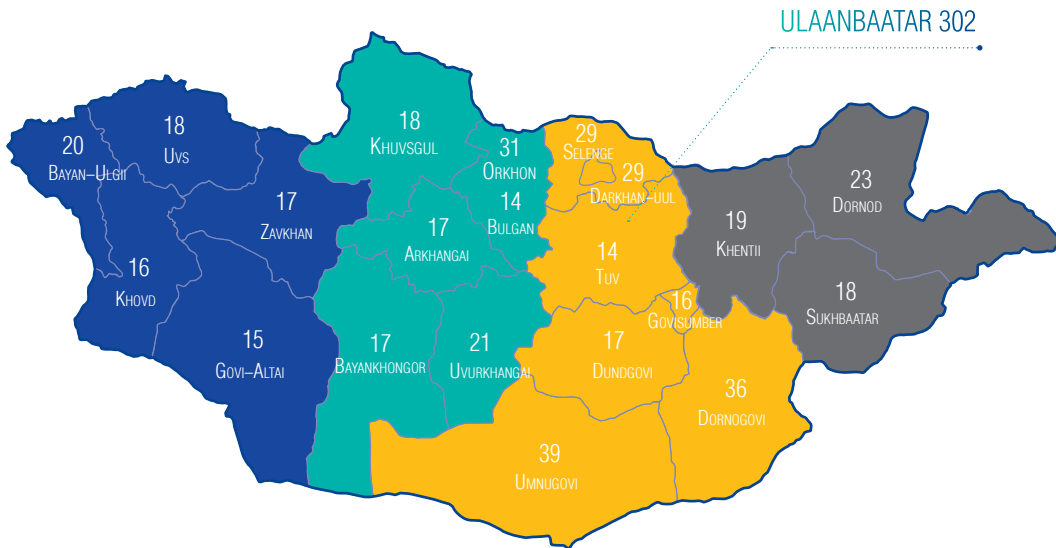 ULAANBAATAR 302
20
BAYAN–ULGII
18
UVS
17
ZAVKHAN
16
KHOVD
15
GOVI–ALTAI
18
KHUVSGUL
31
ORKHON
14
BULGAN
17
ARKHANGAI
17
BAYANKHONGOR
21
UVURKHANGAI
29
SELENGE
29
DARKHAN–UUL
14
TUV
16
GOVISUMBER
17
DUNDGOVI
36
DORNOGOVI
39
UMNUGOVI
19
KHENTII
23
DORNOD
18
SUKHBAATAR